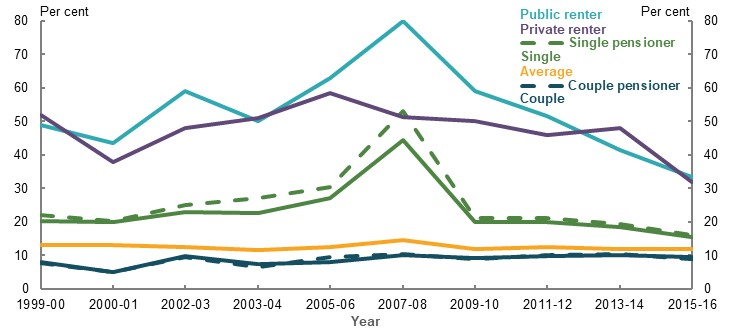 Per cent
Per cent
Public renter
Private renter
Single pensioner
Single
Average
Couple pensioner
Couple
80
70
60
50
40
30
20
10
0
80
70
60
50
40
30
20
10
0
1999-00 2000-01 2002-03 2003-04 2005-06 2007-08 2009-10 2011-12 2013-14 2015-16
Year